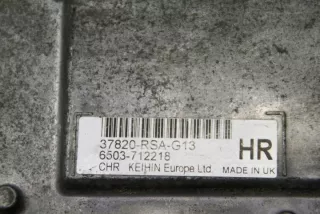 37820-RSA-G13
6503-712218
CHR KEIHIN Europe Ltd.
HR
MADE IN UK